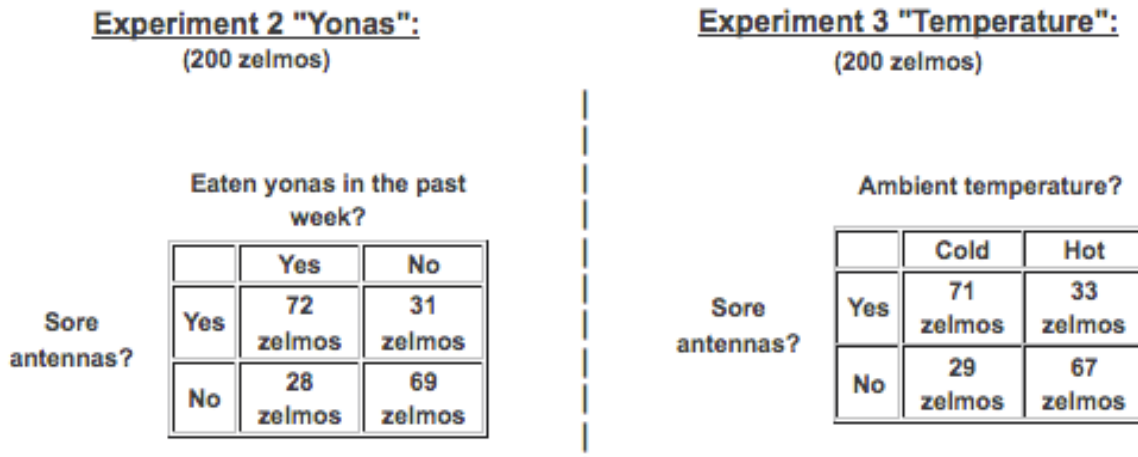 Experiment 2 "Yonas":
(200 zelmos)
Eaten yonas in the past
week?
Yes No
Sore
antennas?
Yes 72
zelmos 31
zelmos
No 28
zelmos 69
zelmos
Experiment 3 "Temperature":
(200 zelmos)
Ambient temperature?
Cold Hot
Sore
antennas?
Yes 71
zelmos 33
zelmos
No 29
zelmos 67
zelmos